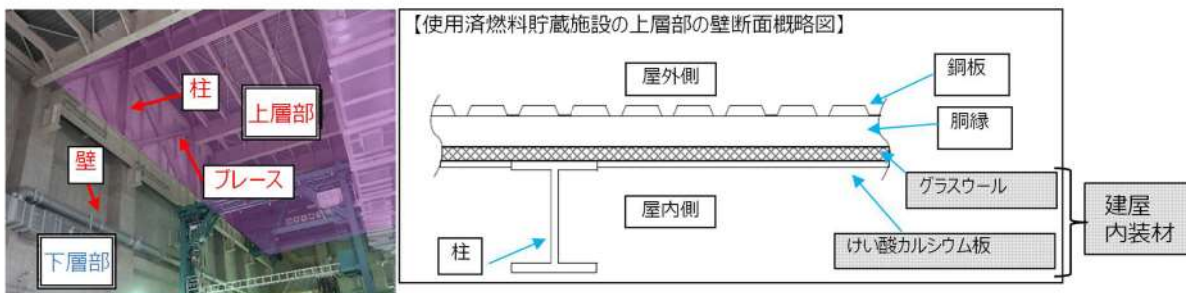 柱
上層部
壁
ブレース
下層部
【使用済燃料貯蔵施設の上層部の壁断面概略図】
屋外側
鋼板
胴縁
グラスウール
屋内側
柱
けい酸カルシウム板
建屋
内装材